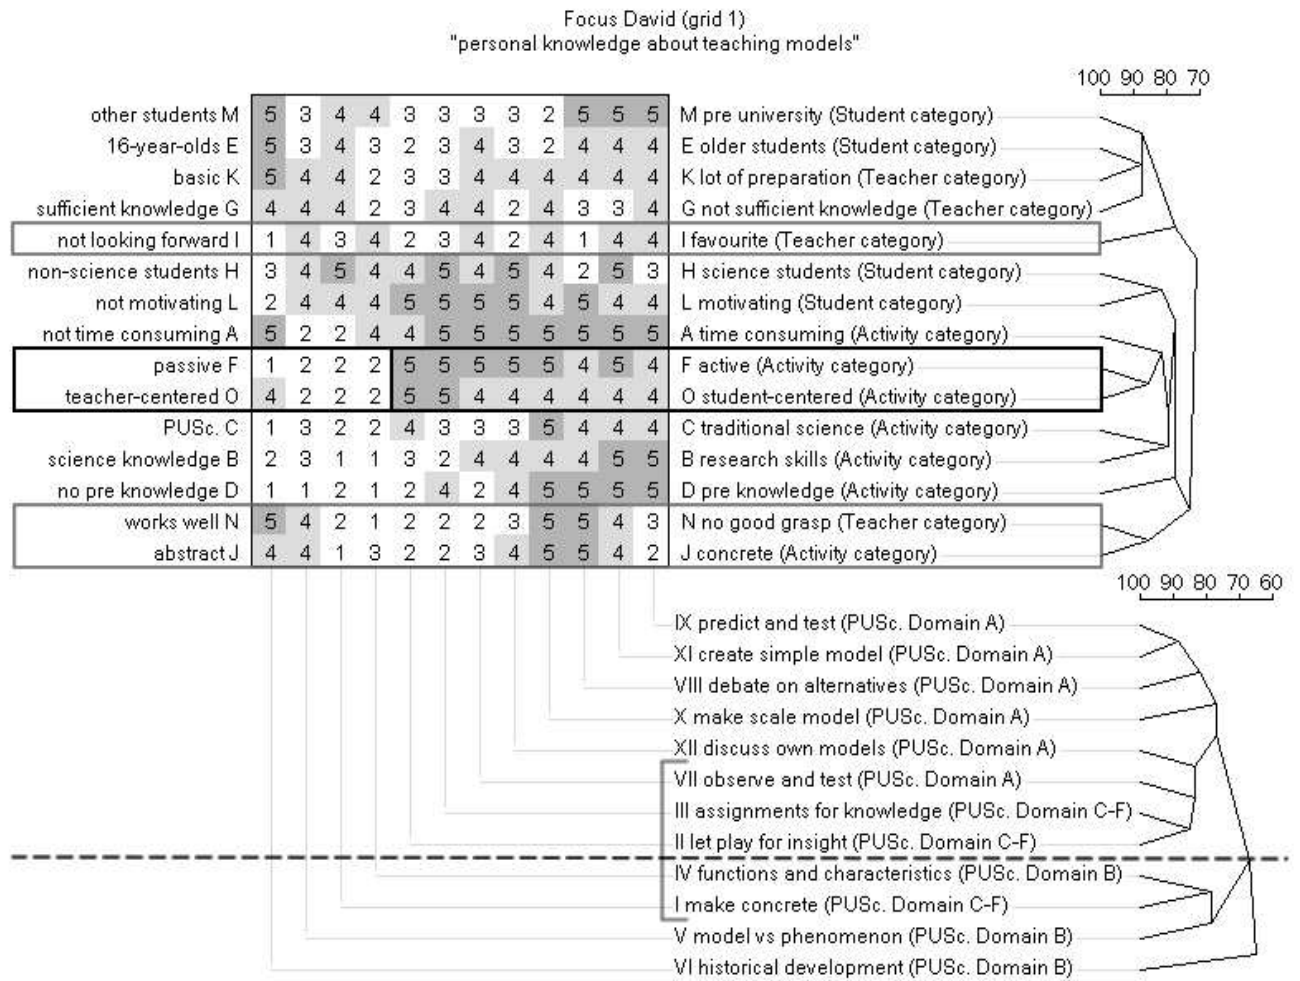 Focus David (grid 1)
"personal knowledge about teaching models"
100 90 80 70
other students M 5 3 4 4 3 3 3 3 2 5 5 5 M pre university (Student category)
16-year-olds E 5 3 4 3 2 3 4 3 2 4 4 4 E older students (Student category)
basic K 5 4 4 2 3 3 4 4 4 4 4 4 K lot of preparation (Teacher category)
sufficient knowledge G 4 4 4 2 3 4 4 2 4 3 3 4 G not sufficient knowledge (Teacher category)
not looking forward I 1 4 3 4 2 3 4 2 4 1 4 4 I favourite (Teacher category)
non-science students H 3 4 5 4 4 5 4 5 4 2 5 3 H science students (Student category)
not motivating L 2 4 4 4 5 5 5 5 4 5 4 4 L motivating (Student category)
not time consuming A 5 2 2 4 4 5 5 5 5 5 5 5 A time consuming (Activity category)
passive F 1 2 2 2 5 5 5 5 5 4 5 4 F active (Activity category)
teacher-centered O 4 2 2 2 5 5 4 4 4 4 4 4 O student-centered (Activity category)
PUSc. C 1 3 2 2 4 3 3 3 5 4 4 4 C traditional science (Activity category)
science knowledge B 2 3 1 1 3 2 4 4 4 4 5 5 B research skills (Activity category)
no pre knowledge D 1 1 2 1 2 4 2 4 5 5 5 5 D pre knowledge (Activity category)
works well N 5 4 2 1 2 2 2 3 5 5 4 3 N no good grasp (Teacher category)
abstract J 4 4 1 3 2 2 3 4 5 5 4 2 J concrete (Activity category)
100 90 80 70 60
IX predict and test (PUSc. Domain A)
XI create simple model (PUSc. Domain A)
VIII debate on alternatives (PUSc. Domain A)
X make scale model (PUSc. Domain A)
XII discuss own models (PUSc. Domain A)
VII observe and test (PUSc. Domain A)
III assignments for knowledge (PUSc. Domain C-F)
II let play for insight (PUSc. Domain C-F)
IV functions and characteristics (PUSc. Domain B)
I make concrete (PUSc. Domain C-F)
V model vs phenomenon (PUSc. Domain B)
VI historical development (PUSc. Domain B)